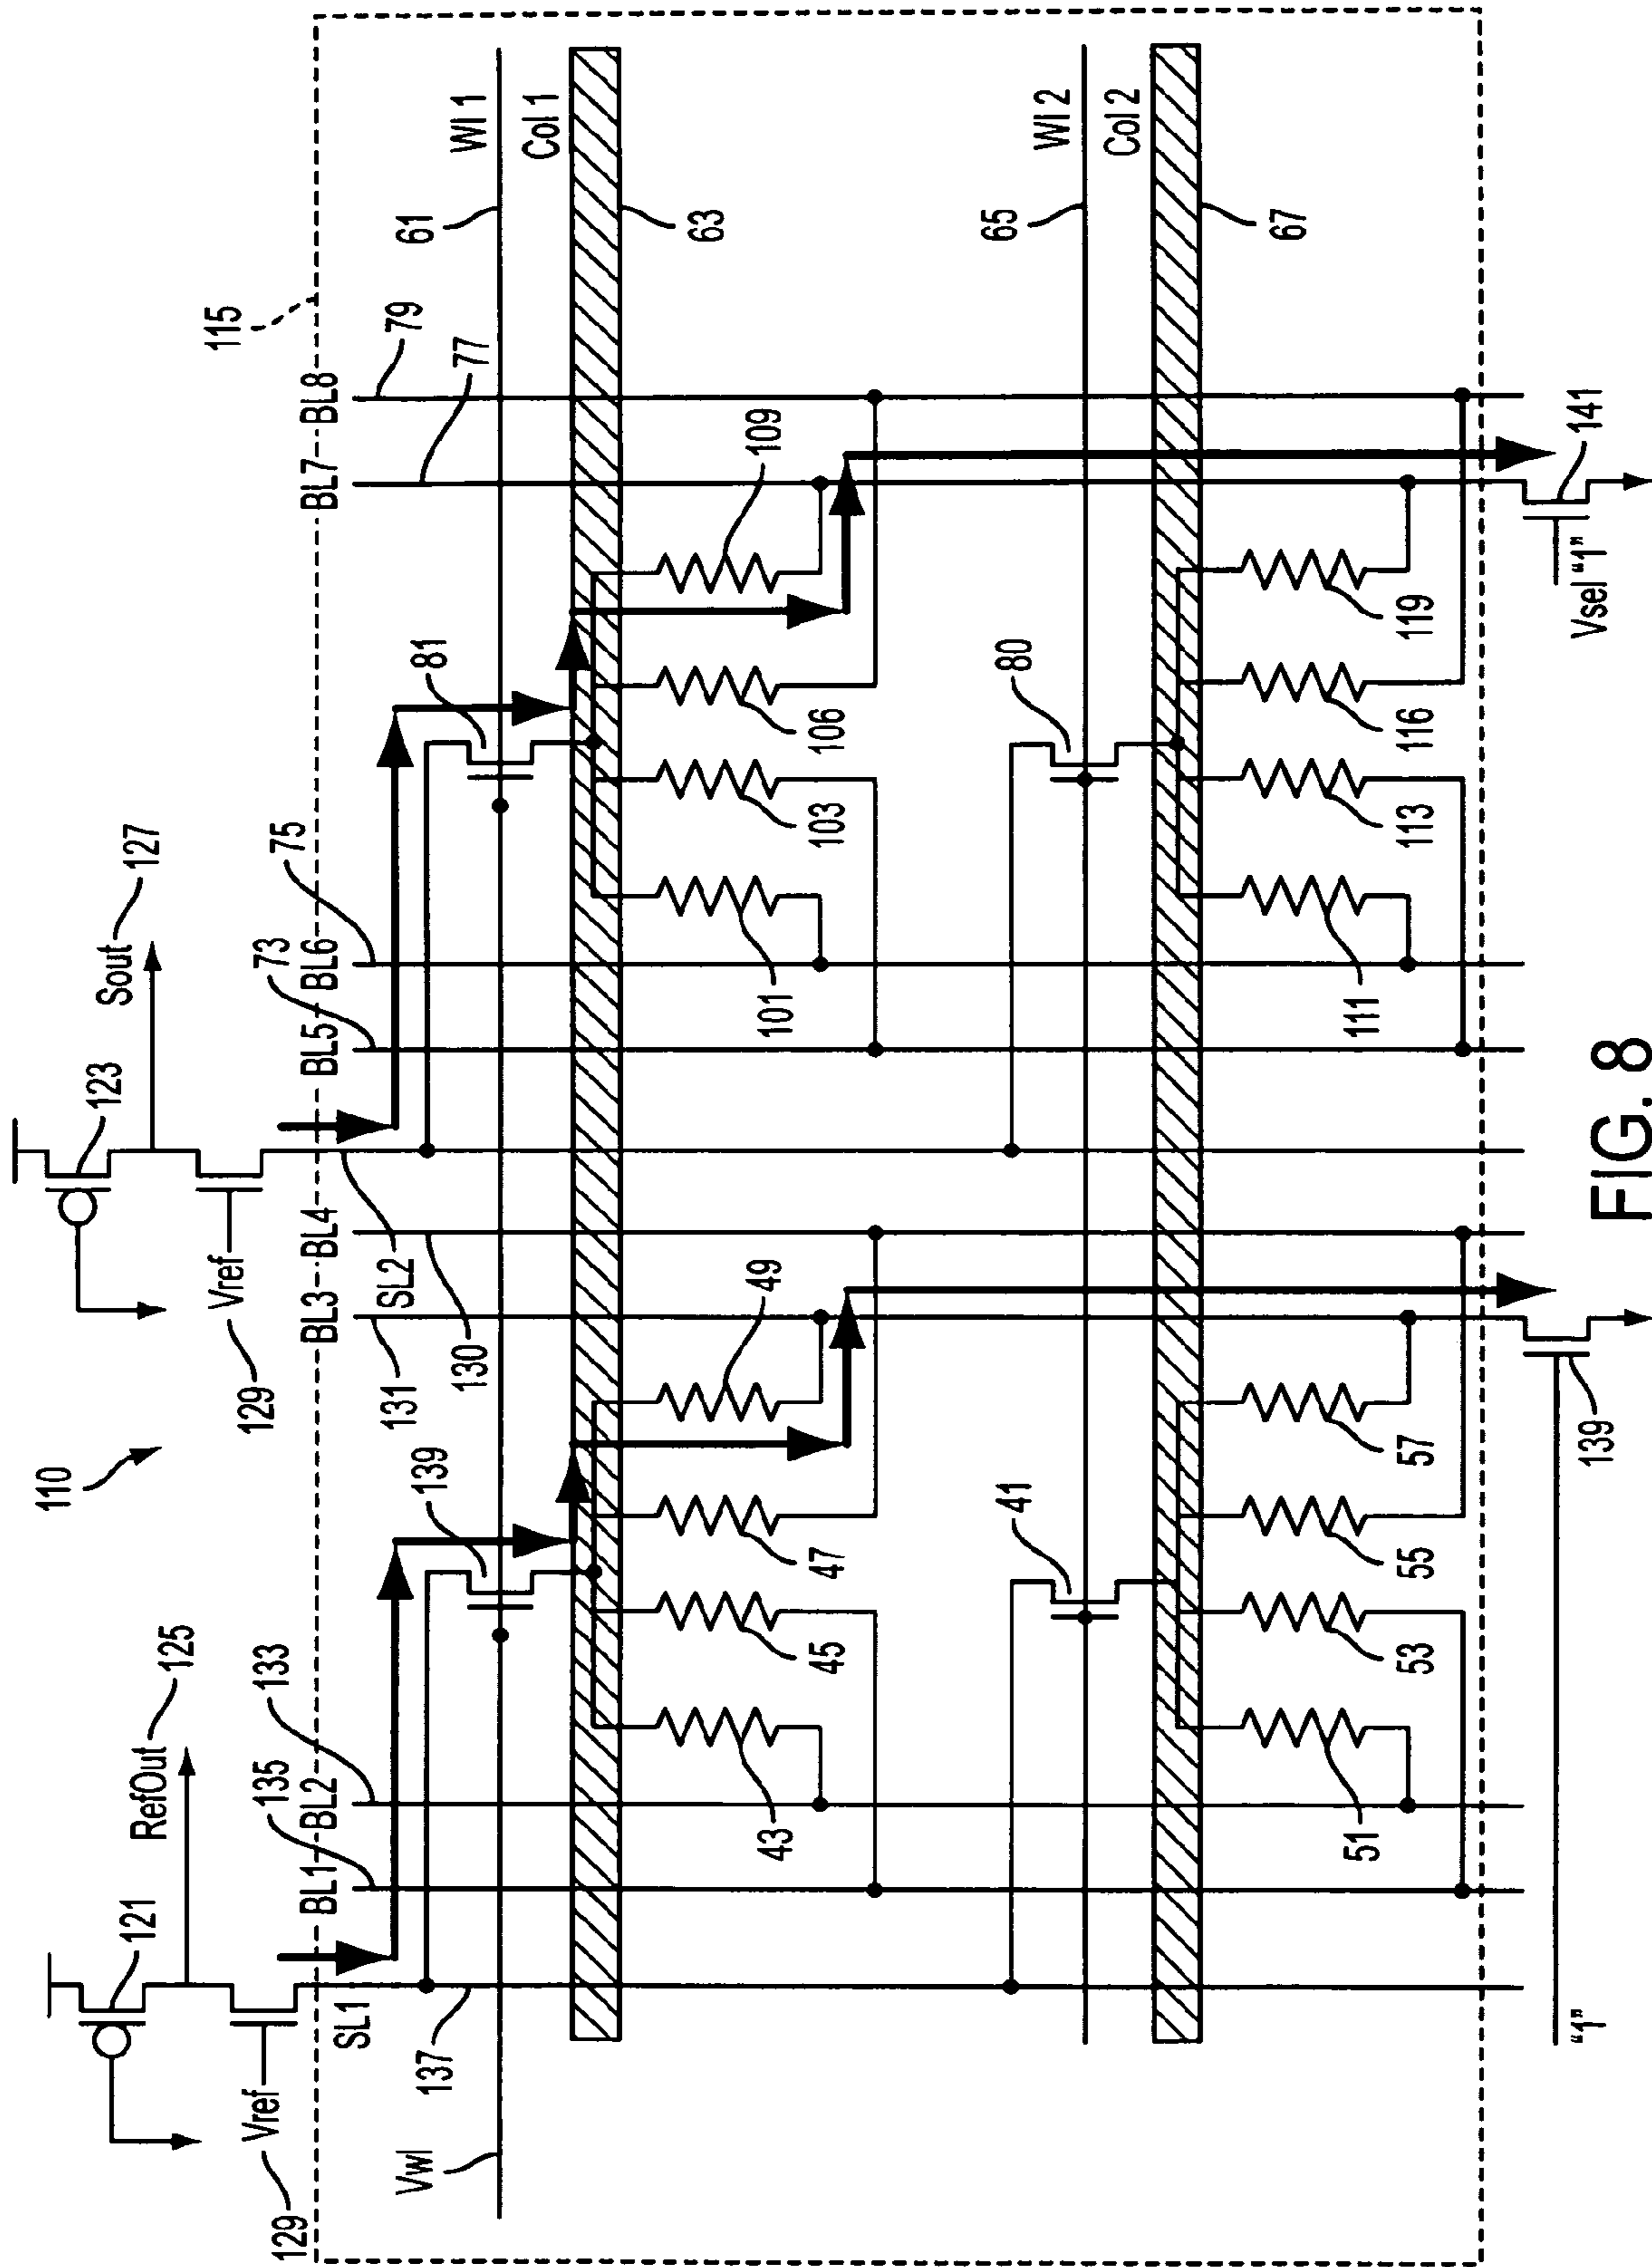 115
BL8
79
BL7
77
WI 1
Col 1
61
63
109
81
106
103
101
WI 2
Col 2
65
67
80
119
116
113
111
141
Vsel “1”
Sout
127
123
75
73
BL6
BL5
Vref
129
BL4
BL3
SL2
131
130
110
49
139
47
45
43
41
57
55
53
51
139
RefOut
125
133
135
BL2
BL1
121
SL1
Vref
129
137
Vwl
“1”
FIG. 8